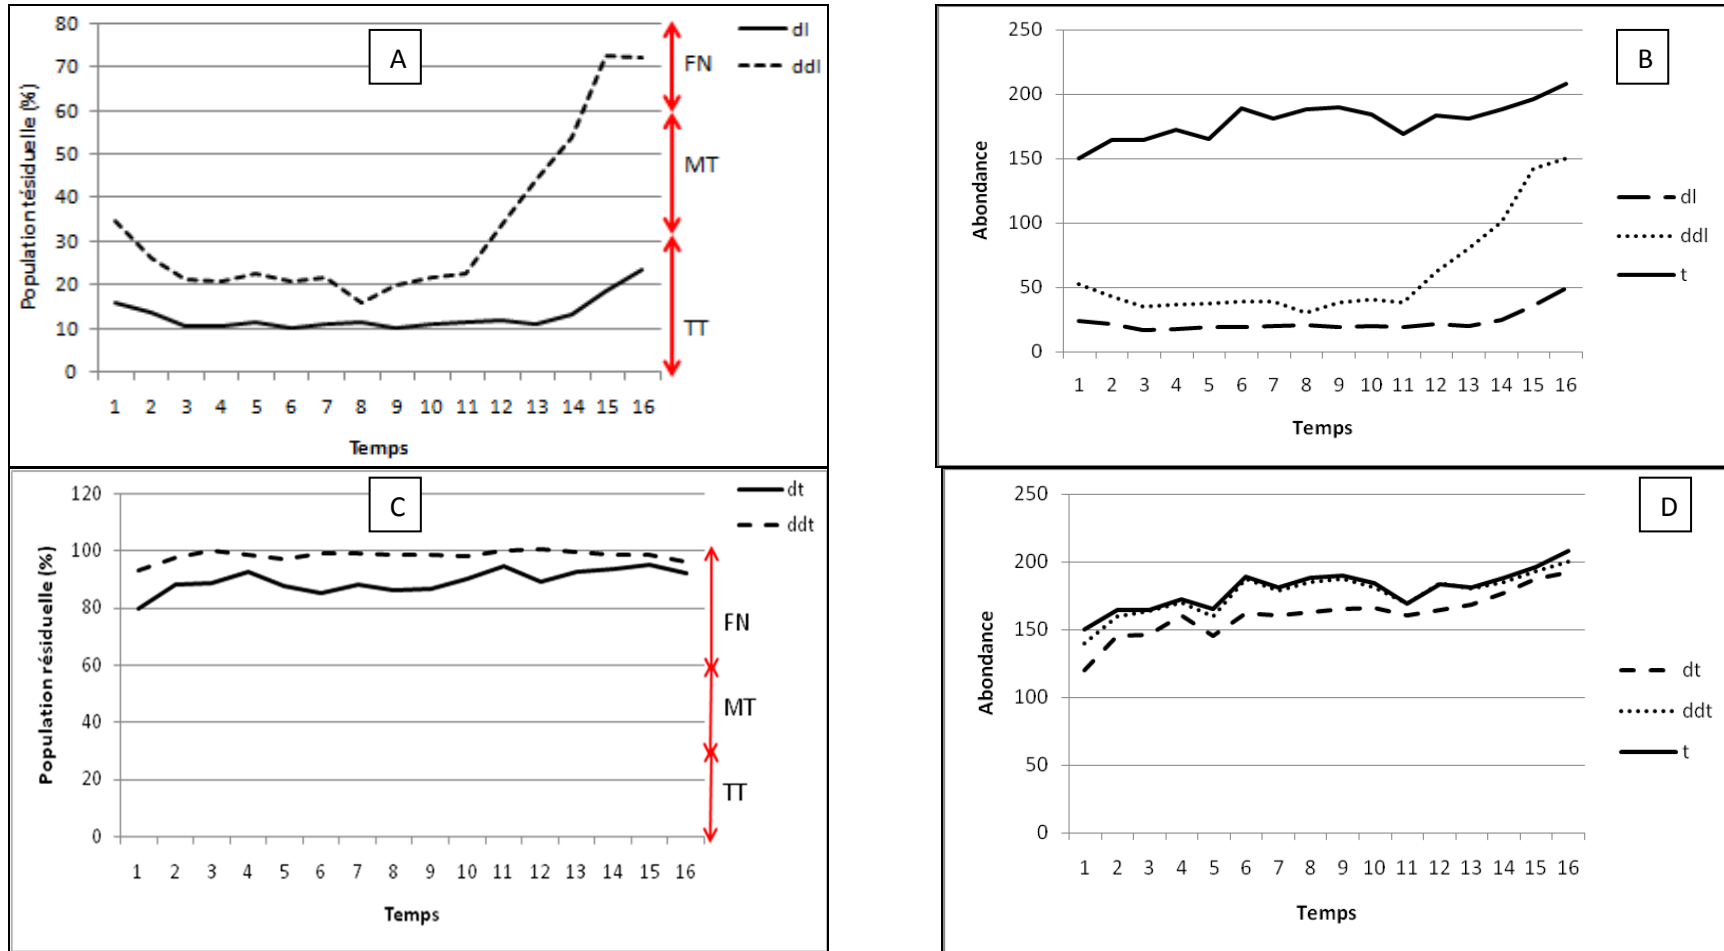 A
Population tésiduelle (%)
80
70
60
50
40
30
20
10
0
1 2 3 4 5 6 7 8 9 10 11 12 13 14 15 16
Temps
dl
ddl
FN
MT
TT
B
Abondance
250
200
150
100
50
0
1 2 3 4 5 6 7 8 9 10 11 12 13 14 15 16
Temps
dl
ddl
t
C
Population résiduelle (%)
120
100
80
60
40
20
0
1 2 3 4 5 6 7 8 9 10 11 12 13 14 15 16
Temps
dt
ddt
FN
MT
TT
D
Abondance
250
200
150
100
50
0
1 2 3 4 5 6 7 8 9 10 11 12 13 14 15 16
Temps
dt
ddt
t